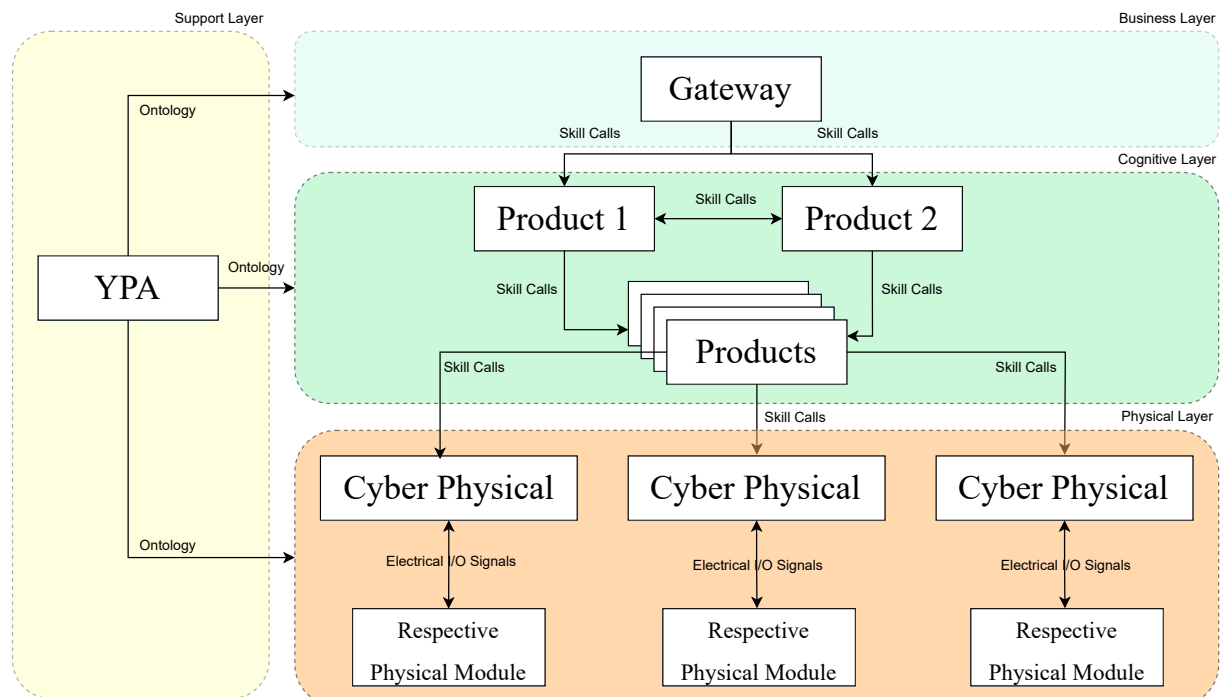 Support Layer
Business Layer
Gateway
Ontology
Skill Calls
Skill Calls
Cognitive Layer
Product 1
Skill Calls
Product 2
YPA
Ontology
Skill Calls
Skill Calls
Products
Skill Calls
Skill Calls
Skill Calls
Physical Layer
Cyber Physical
Cyber Physical
Cyber Physical
Ontology
Electrical I/O Signals
Electrical I/O Signals
Electrical I/O Signals
Respective
Physical Module
Respective
Physical Module
Respective
Physical Module